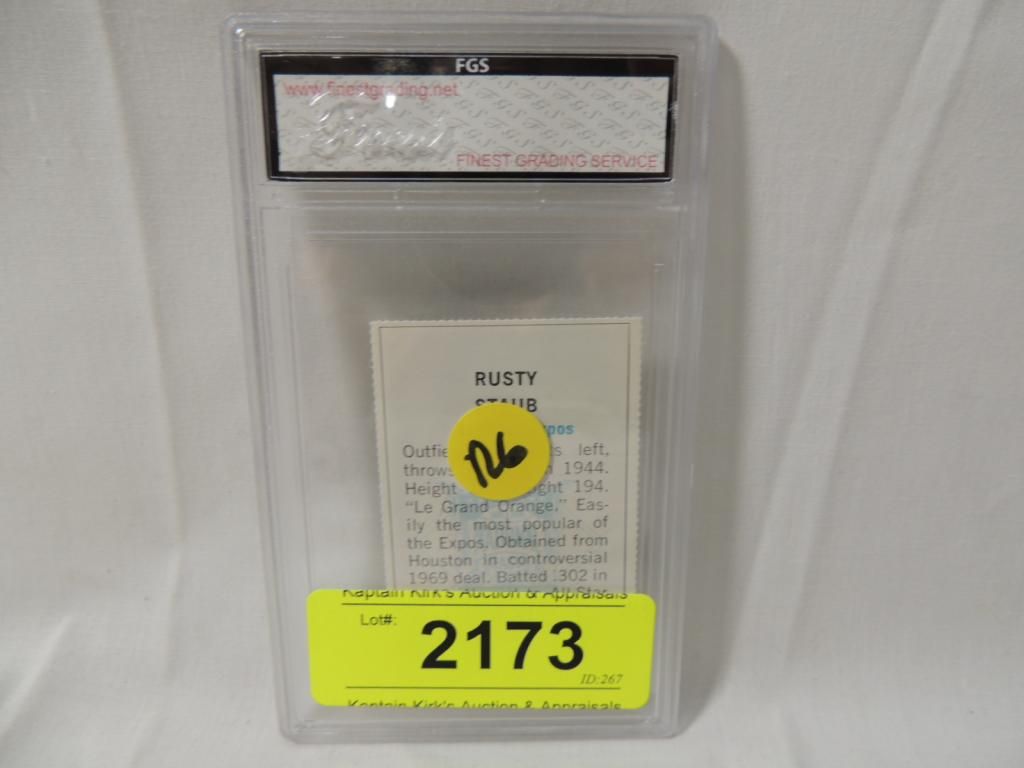 FGS
www.finestgrading.net
FINEST GRADING SERVICE
RUSTY
STAUB
Expos
Outfie s left,
throws n 1944.
Height ght 194.
"Le Grand Orange." Eas-
ily the most popular of
the Expos. Obtained from
Houston in controversial
1969 deal. Batted .302 in
Kaptain Kirk's Auction & Appraisals
Lot#:
2173
ID:267
Kaptain Kirk's Auction & Appraisals